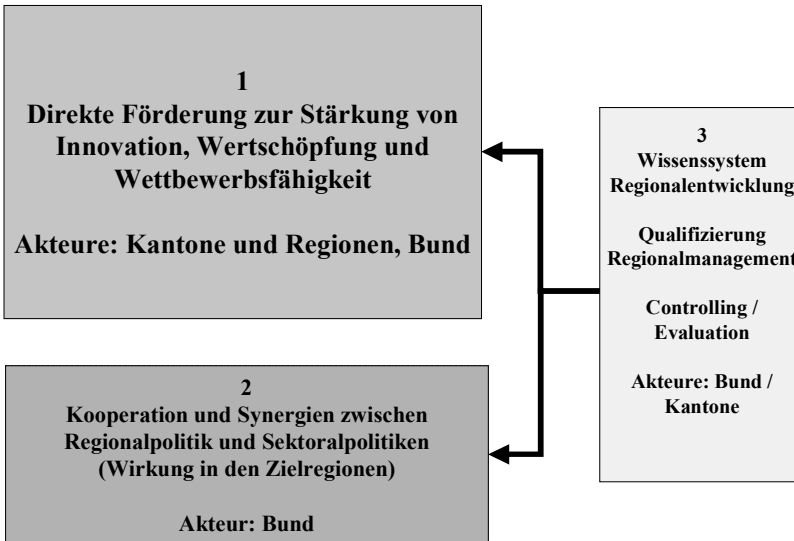 1
Direkte Förderung zur Stärkung von
Innovation, Wertschöpfung und
Wettbewerbsfähigkeit
Akteure: Kantone und Regionen, Bund
2
Kooperation und Synergien zwischen
Regionalpolitik und Sektoralpolitiken
(Wirkung in den Zielregionen)
Akteur: Bund
3
Wissenssystem
Regionalentwicklung
Qualifizierung
Regionalmanagement
Controlling /
Evaluation
Akteure: Bund /
Kantone